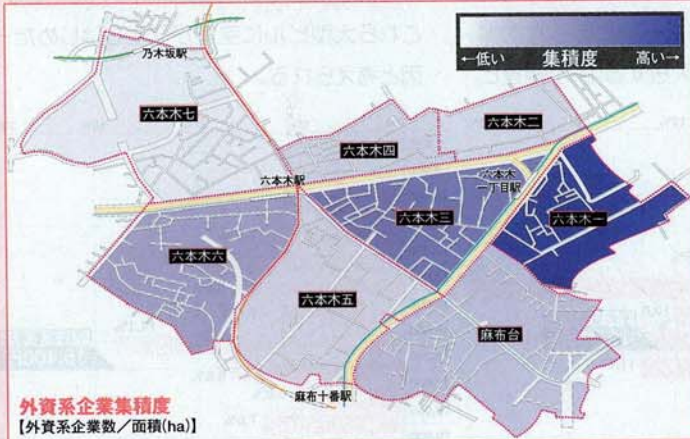 ←低い 集積度 高い→
乃木坂駅
六本木七
六本木二
六本木四
六本木駅
六本木
一丁目駅
六本木三
六本木一
六本木六
六本木五
麻布台
麻布十番駅
外資系企業集積度
【外資系企業数／面積(ha)】